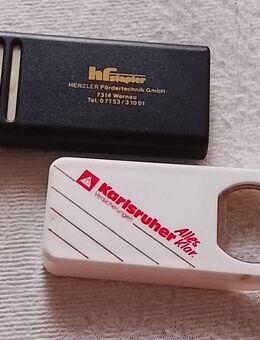 hfstapler
HENZLER Fördertechnik GmbH
7314 Wernau
Tel. 07153/31001
Karlsruher
Versicherungen
Alles
Klar.